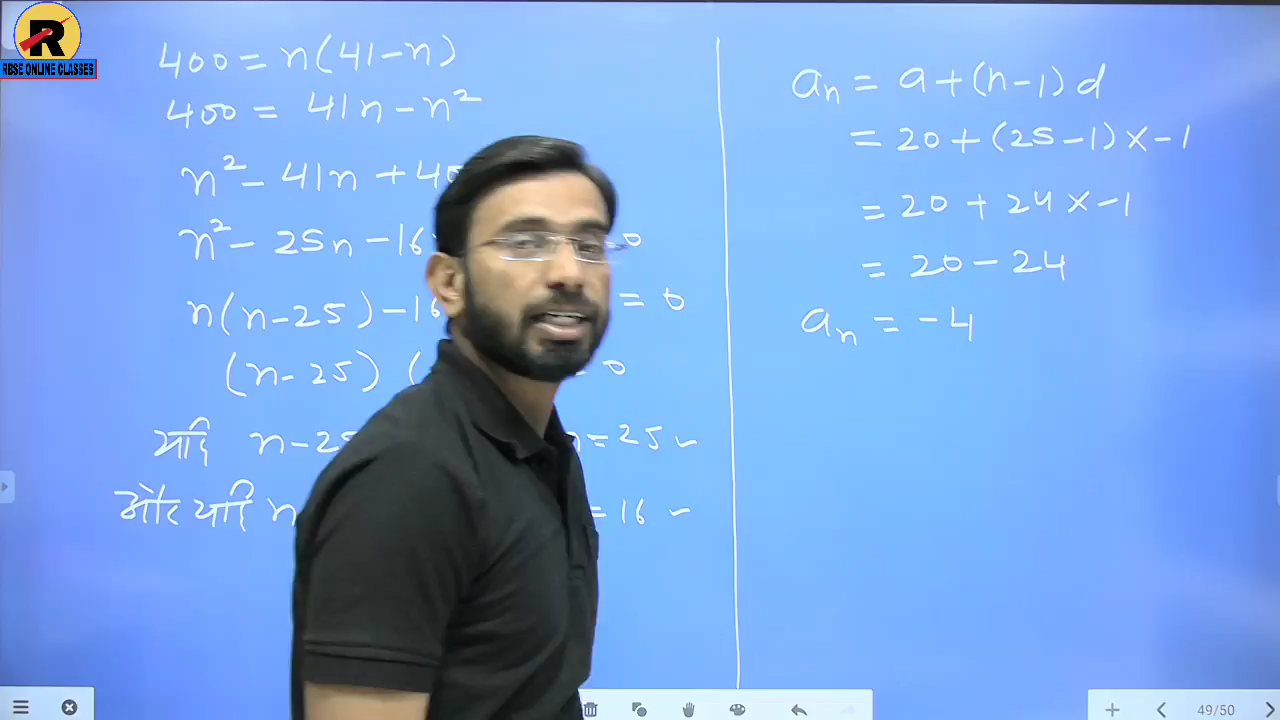 R
RBSE ONLINE CLASSES
400 = n(41-n)
400 = 41n - n²
n² - 41n + 40
n² - 25n - 16 = 0
n(n-25) - 16 = 0
(n-25) ( = 0
यदि n-25 n = 25
और यदि n = 16
aₙ = a + (n-1) d
= 20 + (25-1) × -1
= 20 + 24 × -1
= 20 - 24
aₙ = -4
49/50